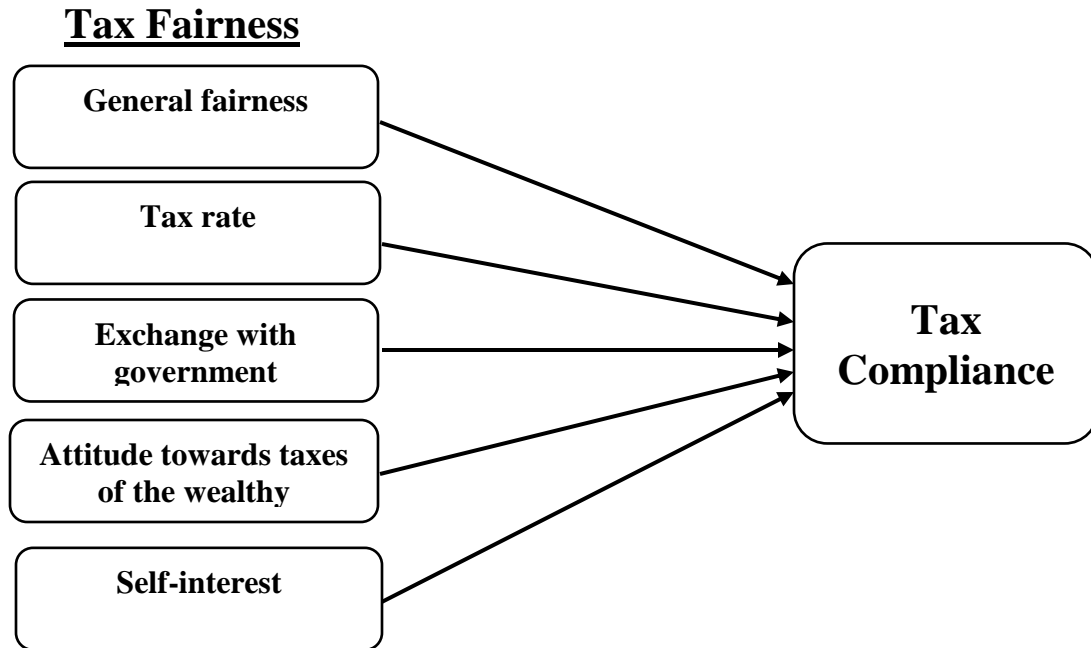 Tax Fairness
General fairness
Tax rate
Exchange with
government
Attitude towards taxes
of the wealthy
Self-interest
Tax
Compliance